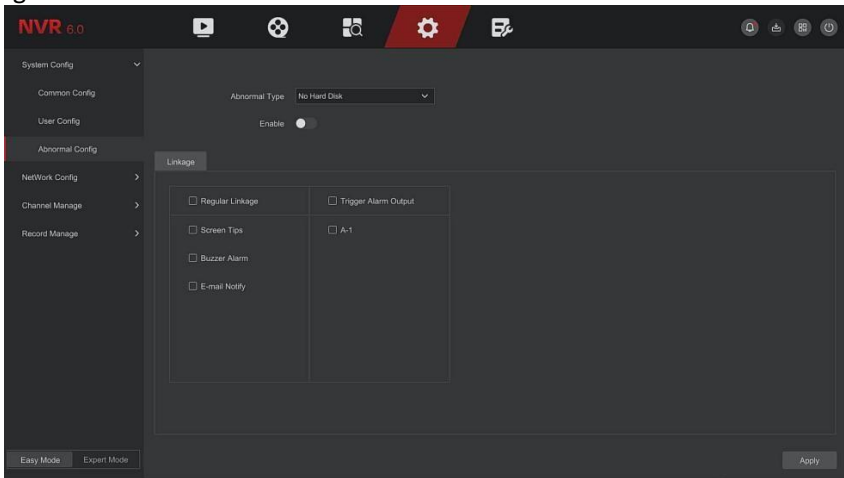 NVR 6.0
System Config
Common Config
User Config
Abnormal Config
NetWork Config
Channel Manage
Record Manage
Easy Mode Expert Mode
Abnormal Type No Hard Disk
Enable
Linkage
Regular Linkage Trigger Alarm Output
Screen Tips A-1
Buzzer Alarm
E-mail Notify
Apply